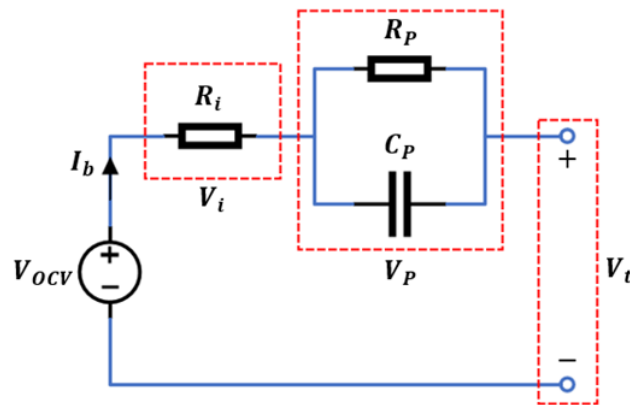 R_P
R_i
C_P
I_b
+
V_i
V_OCV
+
−
V_P
V_t
−